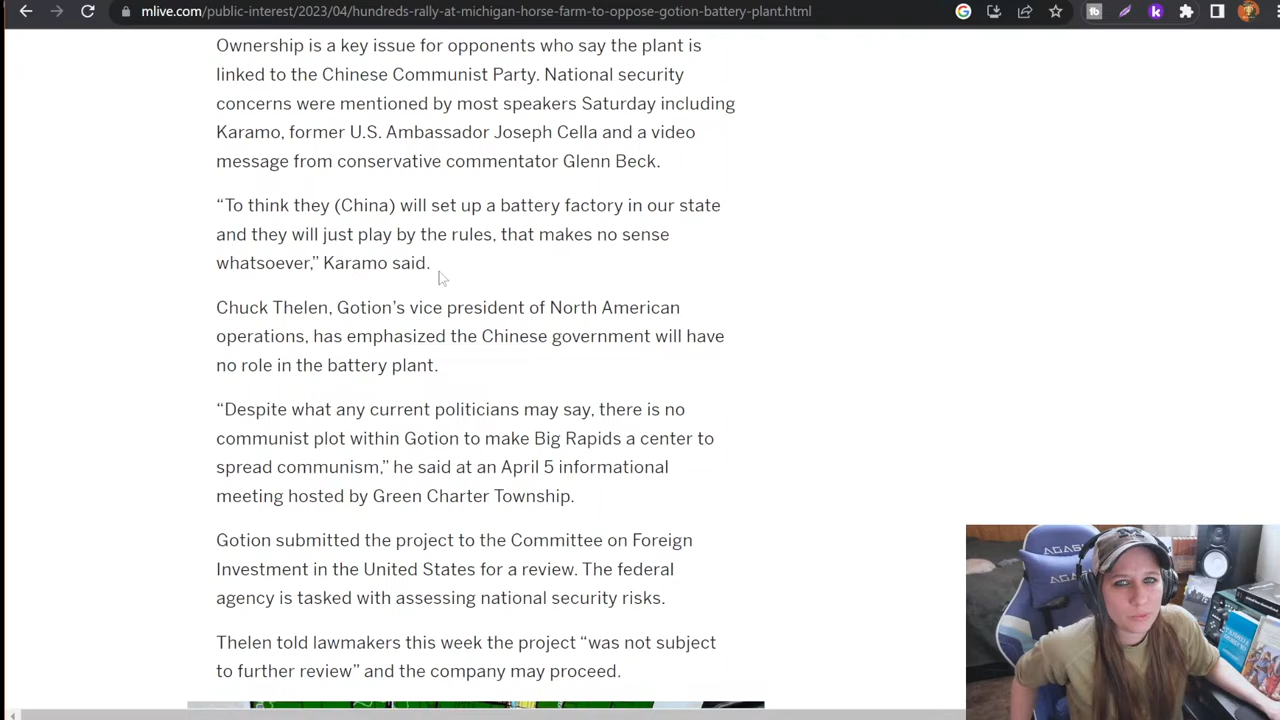 mlive.com/public-interest/2023/04/hundreds-rally-at-michigan-horse-farm-to-oppose-gotion-battery-plant.html
Ownership is a key issue for opponents who say the plant is
linked to the Chinese Communist Party. National security
concerns were mentioned by most speakers Saturday including
Karamo, former U.S. Ambassador Joseph Cella and a video
message from conservative commentator Glenn Beck.
“To think they (China) will set up a battery factory in our state
and they will just play by the rules, that makes no sense
whatsoever,” Karamo said.
Chuck Thelen, Gotion’s vice president of North American
operations, has emphasized the Chinese government will have
no role in the battery plant.
“Despite what any current politicians may say, there is no
communist plot within Gotion to make Big Rapids a center to
spread communism,” he said at an April 5 informational
meeting hosted by Green Charter Township.
Gotion submitted the project to the Committee on Foreign
Investment in the United States for a review. The federal
agency is tasked with assessing national security risks.
Thelen told lawmakers this week the project “was not subject
to further review” and the company may proceed.